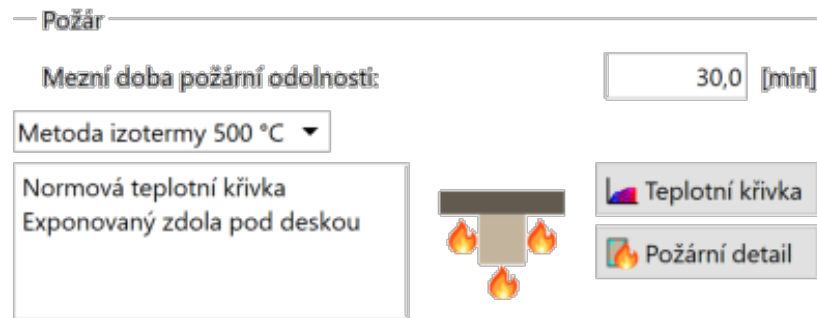 Požár
Mezní doba požární odolnosti: 30,0 [min]
Metoda izotermy 500 °C
Normová teplotní křivka
Exponovaný zdola pod deskou
Teplotní křivka
Požární detail